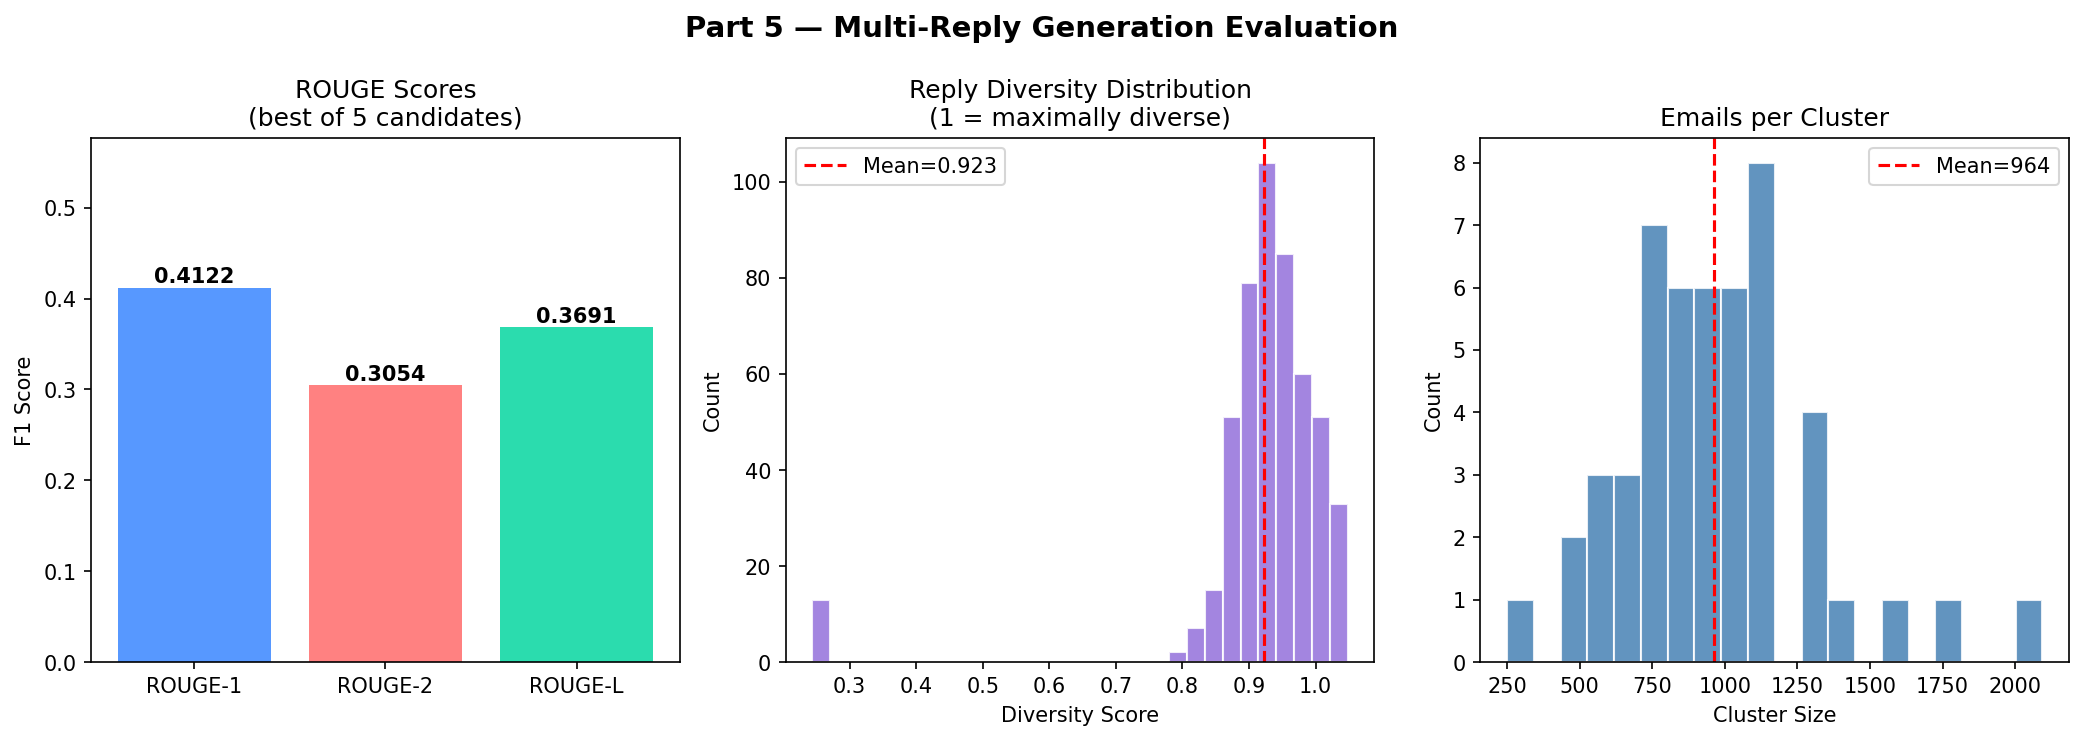 Part 5 — Multi-Reply Generation Evaluation
ROUGE Scores
(best of 5 candidates)
F1 Score
0.5
0.4
0.3
0.2
0.1
0.0
0.4122
0.3054
0.3691
ROUGE-1 ROUGE-2 ROUGE-L
Reply Diversity Distribution
(1 = maximally diverse)
Mean=0.923
Count
100
80
60
40
20
0
0.3 0.4 0.5 0.6 0.7 0.8 0.9 1.0
Diversity Score
Emails per Cluster
Mean=964
Count
8
7
6
5
4
3
2
1
0
250 500 750 1000 1250 1500 1750 2000
Cluster Size